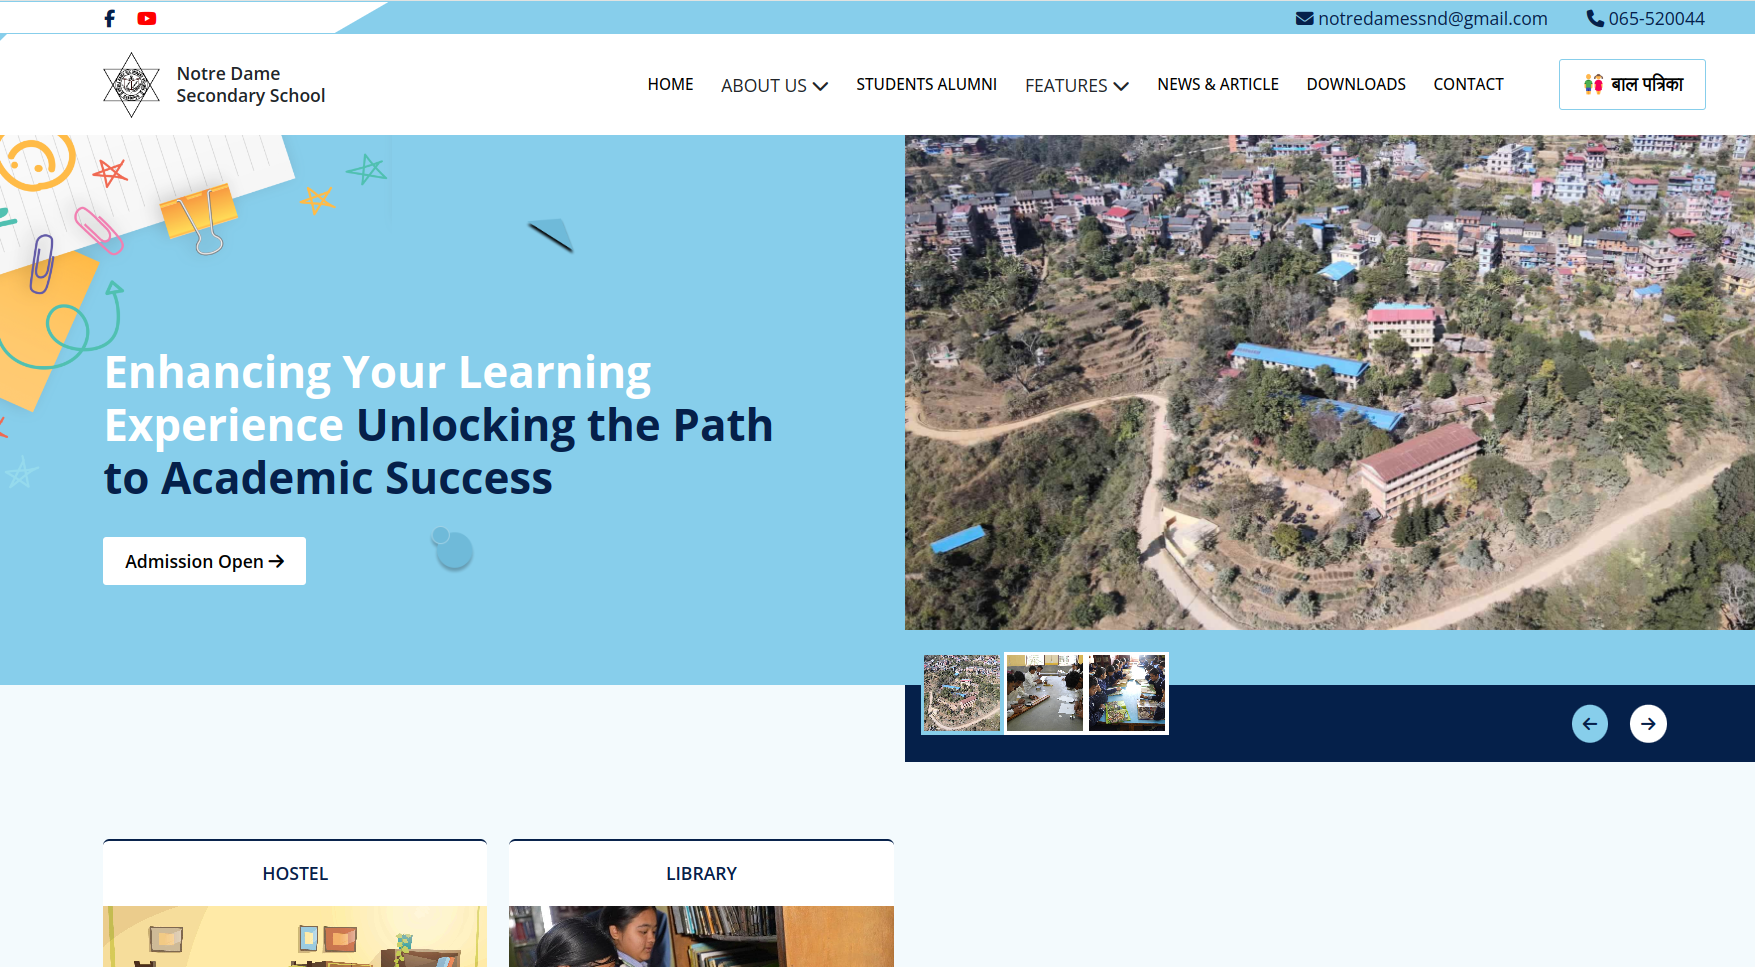 notredamessnd@gmail.com
065-520044
Notre Dame
Secondary School
HOME
ABOUT US
STUDENTS ALUMNI
FEATURES
NEWS & ARTICLE
DOWNLOADS
CONTACT
बाल पत्रिका
Enhancing Your Learning
Experience Unlocking the Path
to Academic Success
Admission Open
HOSTEL
LIBRARY